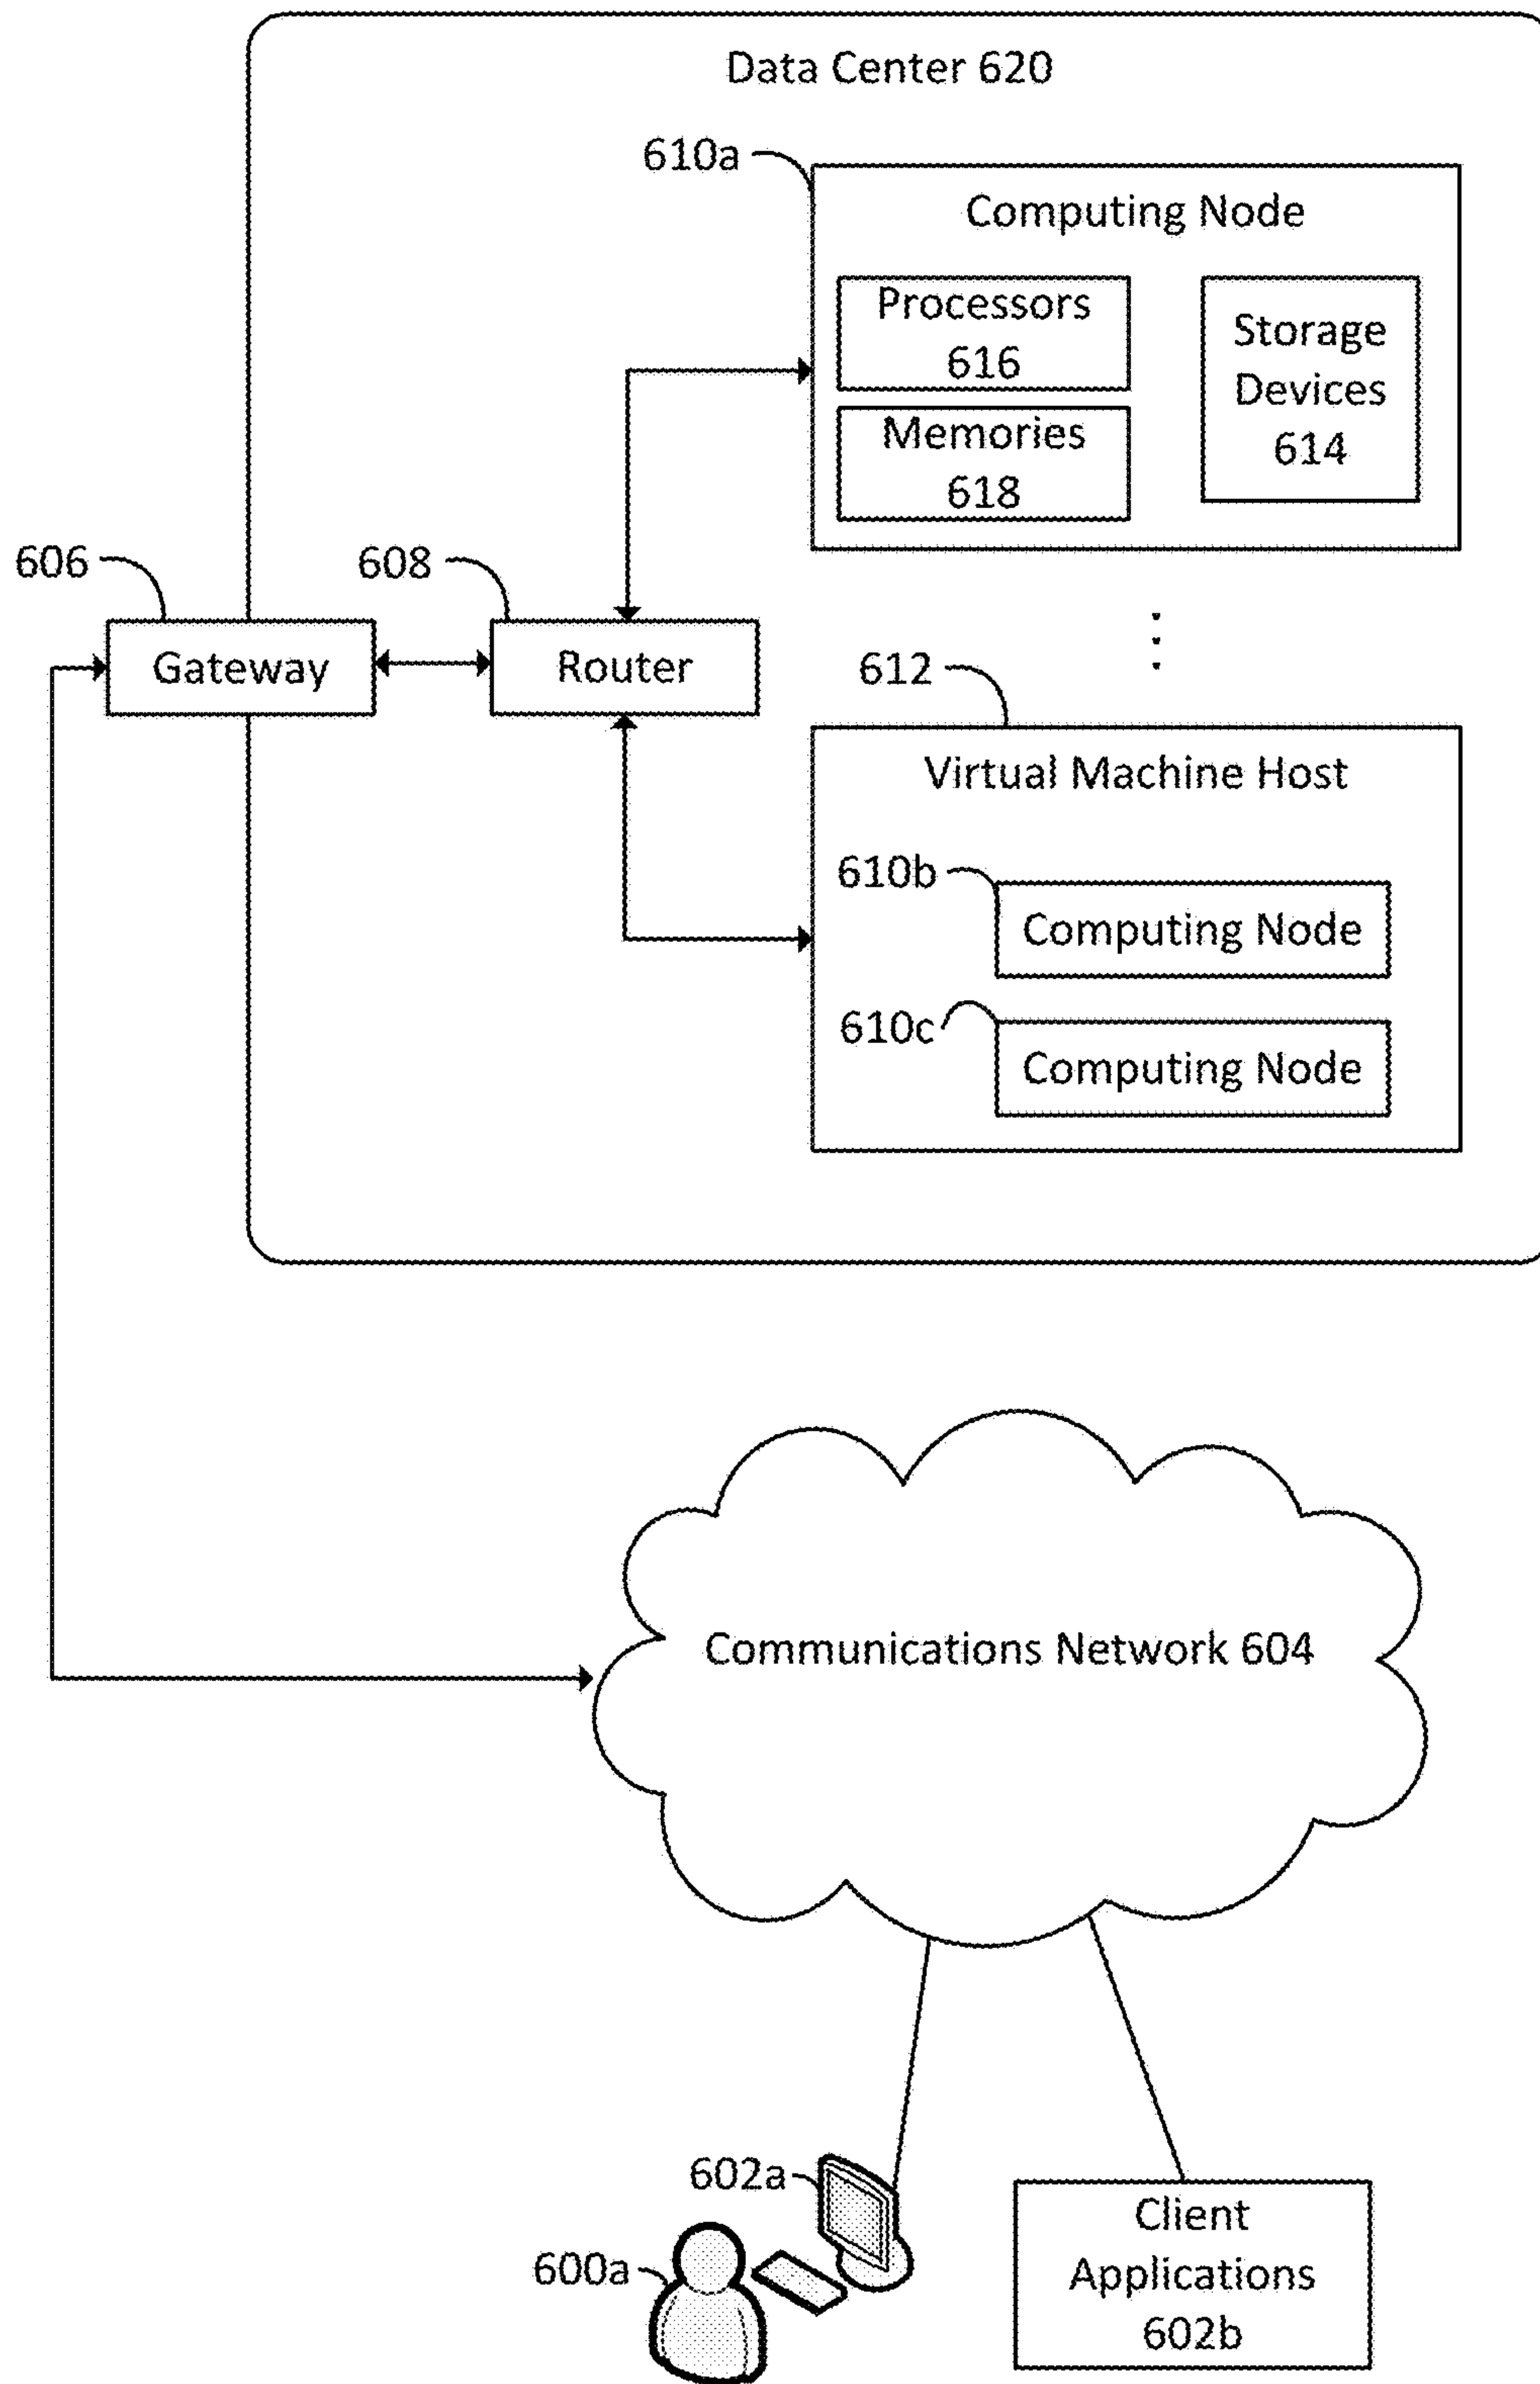 Data Center 620
610a
Computing Node
Processors
616
Storage
Devices
614
Memories
618
606
608
Gateway
Router
612
Virtual Machine Host
610b
Computing Node
610c
Computing Node
Communications Network 604
602a
600a
Client
Applications
602b